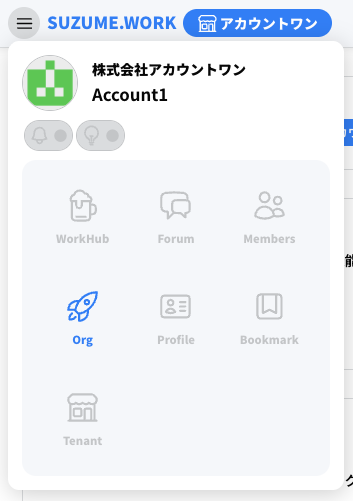 SUZUME.WORK
アカウントワン
株式会社アカウントワン
Account1
WorkHub
Forum
Members
Org
Profile
Bookmark
Tenant